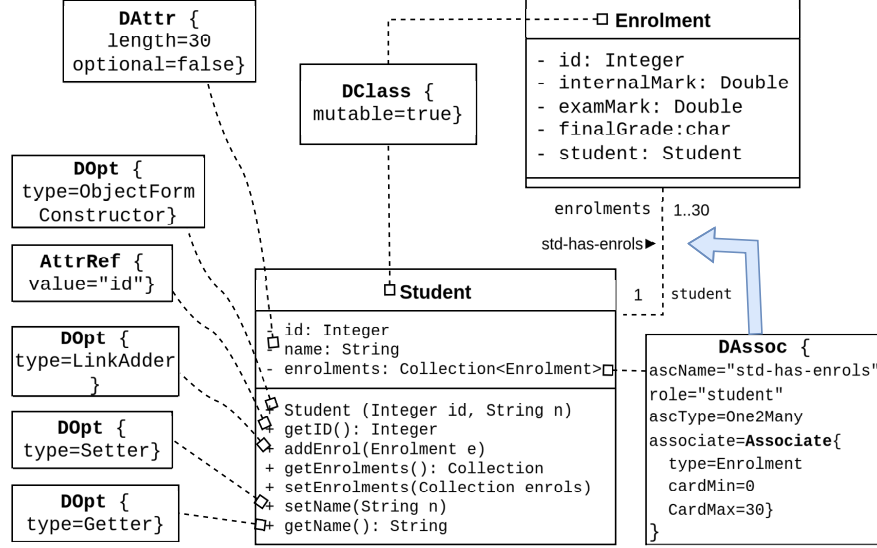 DAttr {
length=30
optional=false}
Enrolment
- id: Integer
- internalMark: Double
- examMark: Double
- finalGrade:char
- student: Student
DClass {
mutable=true}
DOpt {
type=ObjectForm
Constructor}
AttrRef {
value="id"}
DOpt {
type=LinkAdder
}
DOpt {
type=Setter}
DOpt {
type=Getter}
enrolments 1..30
std-has-enrols▶
1 student
Student
- id: Integer
- name: String
- enrolments: Collection<Enrolment>
+ Student (Integer id, String n)
+ getID(): Integer
+ addEnrol(Enrolment e)
+ getEnrolments(): Collection
+ setEnrolments(Collection enrols)
+ setName(String n)
+ getName(): String
DAssoc {
ascName="std-has-enrols"
role="student"
ascType=One2Many
associate=Associate{
type=Enrolment
cardMin=0
CardMax=30}
}